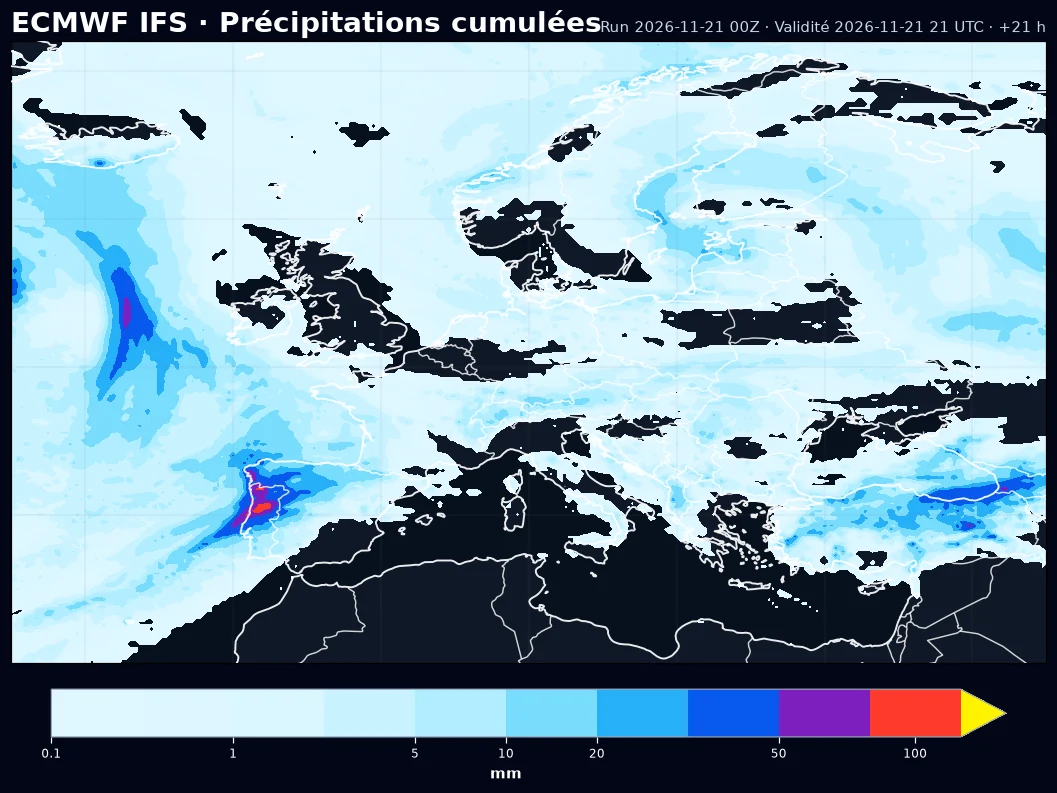 ECMWF IFS · Précipitations cumulées
Run 2026-11-21 00Z · Validité 2026-11-21 21 UTC · +21 h
0.1 1 5 10 20 50 100
mm